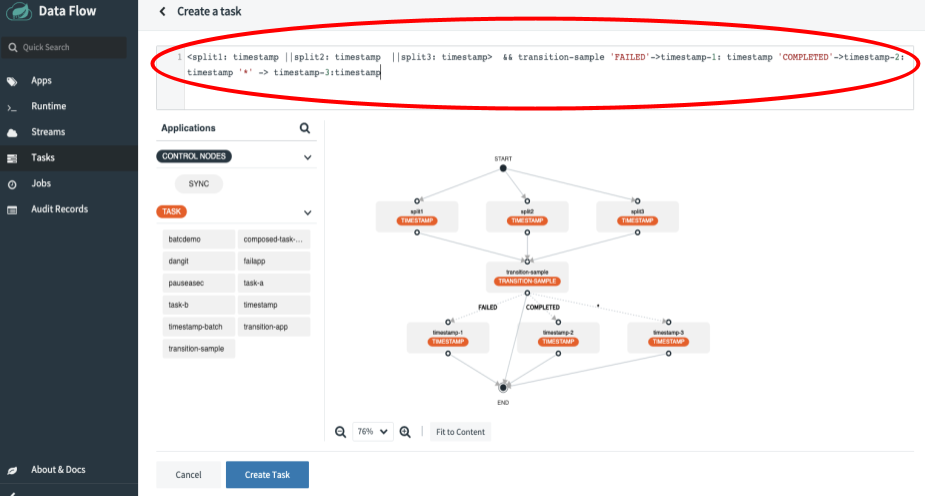 Data Flow
Create a task
Quick Search
Apps
Runtime
Streams
Tasks
Jobs
Audit Records
About & Docs
1 <split1: timestamp ||split2: timestamp ||split3: timestamp> && transition-sample 'FAILED'->timestamp-1: timestamp 'COMPLETED'->timestamp-2:
timestamp '*' -> timestamp-3:timestamp
Applications
CONTROL NODES
SYNC
TASK
batcdemo composed-task-...
dangit failapp
pauseasec task-a
task-b timestamp
timestamp-batch transition-app
transition-sample
START
split1 split2 split3
TIMESTAMP TIMESTAMP TIMESTAMP
transition-sample
TRANSITION-SAMPLE
FAILED COMPLETED *
timestamp-1 timestamp-2 timestamp-3
TIMESTAMP TIMESTAMP TIMESTAMP
END
76% Fit to Content
Cancel Create Task